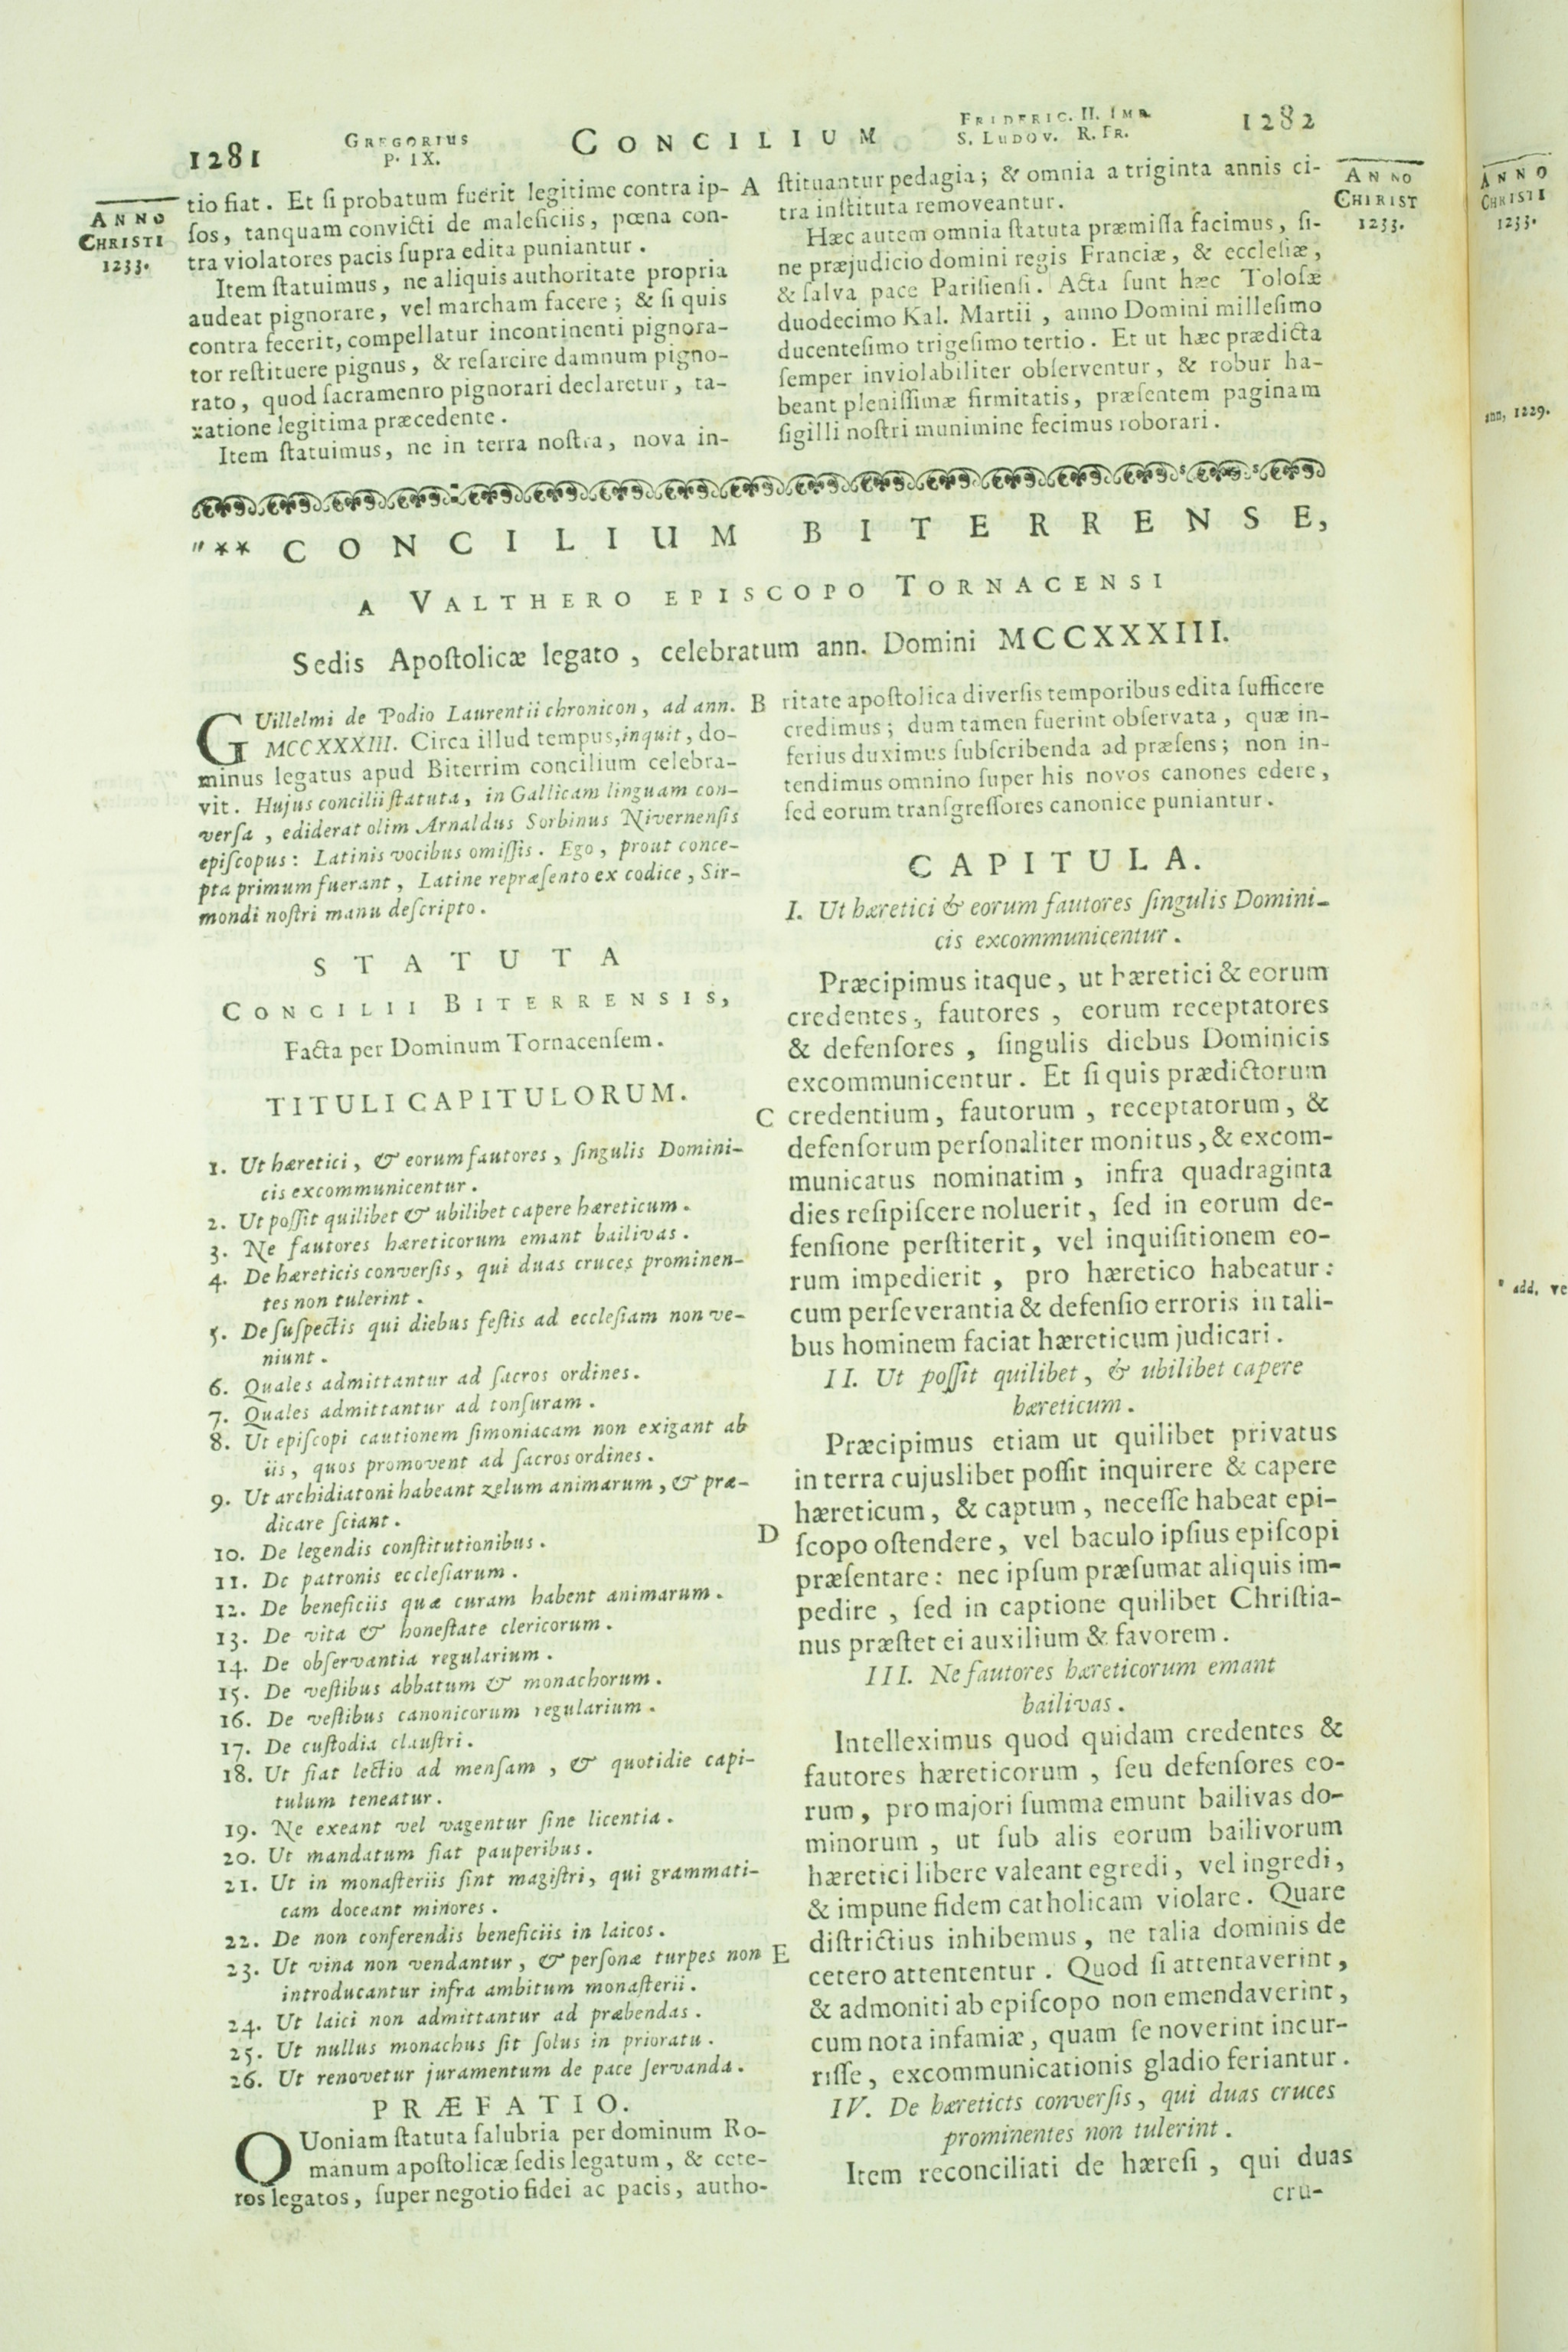 1281
GREGORIUS
P. IX.
CONCILIUM
FRIDERIC. II. IMP.
S. LUDOV. R. FR.
1282
ANNO
CHRISTI
1233.
tio fiat. Et ſi probatum fuerit legitime contra ip-
ſos, tanquam convicti de maleficiis, pœna con-
tra violatores pacis ſupra edita puniantur.
Item ſtatuimus, ne aliquis authoritate propria
audeat pignorare, vel marcham facere; & ſi quis
contra fecerit, compellatur incontinenti pignora-
tor reſtituere pignus, & reſarcire damnum pigno-
rato, quod ſacramenro pignorari declaretur, ta-
xatione legitima præcedente.
Item ſtatuimus, ne in terra noſtra, nova in-
A
ſtituantur pedagia; & omnia a triginta annis ci-
tra inſtituta removeantur.
Hæc autem omnia ſtatuta præmiſſa facimus, ſi-
ne præjudicio domini regis Franciæ, & eccleſiæ,
& ſalva pace Pariſienſi. Acta ſunt hæc Toloſæ
duodecimo Kal. Martii, anno Domini milleſimo
ducenteſimo trigeſimo tertio. Et ut hæc prædicta
ſemper inviolabiliter obſerventur, & robur ha-
beant pleniſſimæ firmitatis, præſentem paginam
ſigilli noſtri munimine fecimus roborari.
ANNO
CHIRIST
1233.
"** CONCILIUM BITERRENSE,
A VALTHERO EPISCOPO TORNACENSI
Sedis Apoſtolicæ legato, celebratum ann. Domini MCCXXXIII.
GUillelmi de Podio Laurentii chronicon, ad ann.
MCCXXXIII. Circa illud tempus, inquit, do-
minus legatus apud Biterrim concilium celebra-
vit. Hujus concilii ſtatuta, in Gallicam linguam con-
verſa, ediderat olim Arnaldus Sorbinus Nivernenſis
epiſcopus: Latinis vocibus omiſſis. Ego, prout conce-
pta primum fuerant, Latine repræſento ex codice, Sir-
mondi noſtri manu deſcripto.
STATUTA
CONCILII BITERRENSIS,
Facta per Dominum Tornacenſem.
TITULI CAPITULORUM.
1. Ut hæretici, & eorum fautores, ſingulis Domini-
cis excommunicentur.
2. Ut poſſit quilibet & ubilibet capere hæreticum.
3. Ne fautores hæreticorum emant bailivas.
4. De hæreticis converſis, qui duas cruces prominen-
tes non tulerint.
5. De ſuſpectis qui diebus feſtis ad eccleſiam non ve-
niunt.
6. Quales admittantur ad ſacros ordines.
7. Quales admittantur ad tonſuram.
8. Ut epiſcopi cautionem ſimoniacam non exigant ab
iis, quos promovent ad ſacros ordines.
9. Ut archidiatoni habeant zelum animarum, & præ-
dicare ſciant.
10. De legendis conſtitutionibus.
11. De patronis eccleſiarum.
12. De beneficiis quæ curam habent animarum.
13. De vita & honeſtate clericorum.
14. De obſervantia regularium.
15. De veſtibus abbatum & monachorum.
16. De veſtibus canonicorum regularium.
17. De cuſtodia clauſtri.
18. Ut fiat lectio ad menſam, & quotidie capi-
tulum teneatur.
19. Ne exeant vel vagentur ſine licentia.
20. Ut mandatum fiat pauperibus.
21. Ut in monaſteriis ſint magiſtri, qui grammati-
cam doceant minores.
22. De non conferendis beneficiis in laicos.
23. Ut vina non vendantur, & perſonæ turpes non
introducantur infra ambitum monaſterii.
24. Ut laici non admittantur ad præbendas.
25. Ut nullus monachus ſit ſolus in prioratu.
26. Ut renovetur juramentum de pace ſervanda.
PRÆFATIO.
QUoniam ſtatuta ſalubria per dominum Ro-
manum apoſtolicæ ſedis legatum, & cete-
ros legatos, ſuper negotio fidei ac pacis, autho-
B
ritate apoſtolica diverſis temporibus edita ſufficere
credimus; dum tamen fuerint obſervata, quæ in-
ferius duximus ſubſcribenda ad præſens; non in-
tendimus omnino ſuper his novos canones edere,
ſed eorum tranſgreſſores canonice puniantur.
CAPITULA.
I. Ut hæretici & eorum fautores ſingulis Domini-
cis excommunicentur.
Præcipimus itaque, ut hæretici & eorum
credentes, fautores, eorum receptatores
& defenſores, ſingulis diebus Dominicis
excommunicentur. Et ſi quis prædictorum
C credentium, fautorum, receptatorum, &
defenſorum perſonaliter monitus, & excom-
municatus nominatim, infra quadraginta
dies reſipiſcere noluerit, ſed in eorum de-
fenſione perſtiterit, vel inquiſitionem eo-
rum impedierit, pro hæretico habeatur:
cum perſeverantia & defenſio erroris in tali-
bus hominem faciat hæreticum judicari.
II. Ut poſſit quilibet, & ubilibet capere
hæreticum.
Præcipimus etiam ut quilibet privatus
in terra cujuslibet poſſit inquirere & capere
hæreticum, & captum, neceſſe habeat epi-
D ſcopo oſtendere, vel baculo ipſius epiſcopi
præſentare: nec ipſum præſumat aliquis im-
pedire, ſed in captione quilibet Chriſtia-
nus præſtet ei auxilium & favorem.
III. Ne fautores hæreticorum emant
bailivas.
Intelleximus quod quidam credentes &
fautores hæreticorum, ſeu defenſores eo-
rum, pro majori ſumma emunt bailivas do-
minorum, ut ſub alis eorum bailivorum
hæretici libere valeant egredi, vel ingredi,
& impune fidem catholicam violare. Quare
E diſtrictius inhibemus, ne talia dominis de
cetero attententur. Quod ſi attentaverint,
& admoniti ab epiſcopo non emendaverint,
cum nota infamiæ, quam ſe noverint incur-
riſſe, excommunicationis gladio feriantur.
IV. De hæreticts converſis, qui duas cruces
prominentes non tulerint.
Item reconciliati de hæreſi, qui duas
cru-
ANNO
CHRISTI
1233.
ann. 1229.
* add. ve